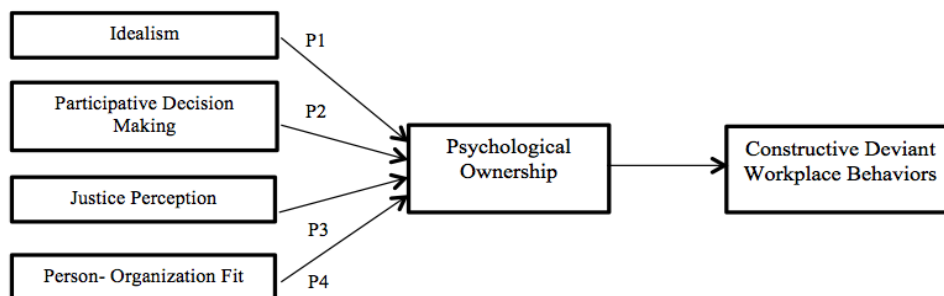 Idealism
P1
Participative Decision
Making
P2
Psychological
Ownership
Constructive Deviant
Workplace Behaviors
Justice Perception
P3
Person- Organization Fit
P4